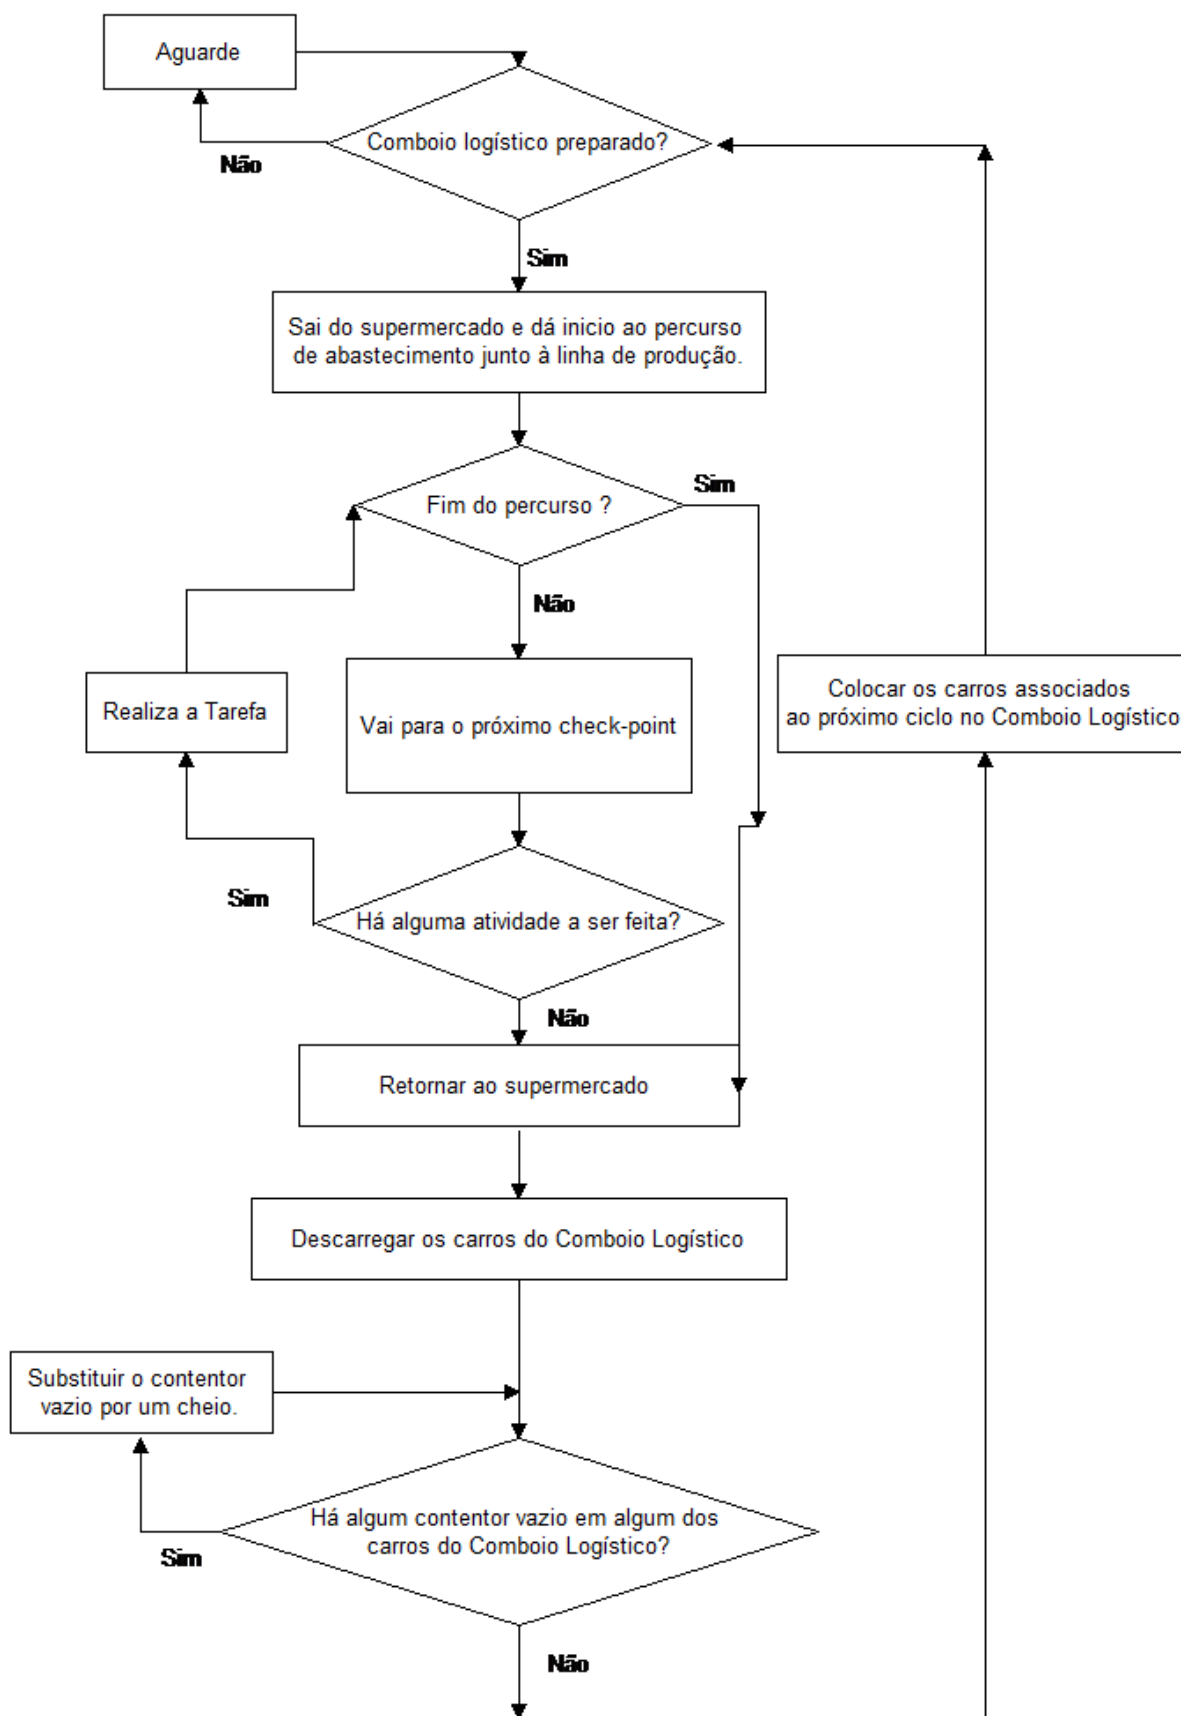 Aguarde
Comboio logístico preparado?
Não
Sim
Sai do supermercado e dá inicio ao percurso
de abastecimento junto à linha de produção.
Fim do percurso ?
Sim
Não
Realiza a Tarefa
Vai para o próximo check-point
Colocar os carros associados
ao próximo ciclo no Comboio Logístico
Sim
Há alguma atividade a ser feita?
Não
Retornar ao supermercado
Descarregar os carros do Comboio Logístico
Substituir o contentor
vazio por um cheio.
Há algum contentor vazio em algum dos
carros do Comboio Logístico?
Sim
Não